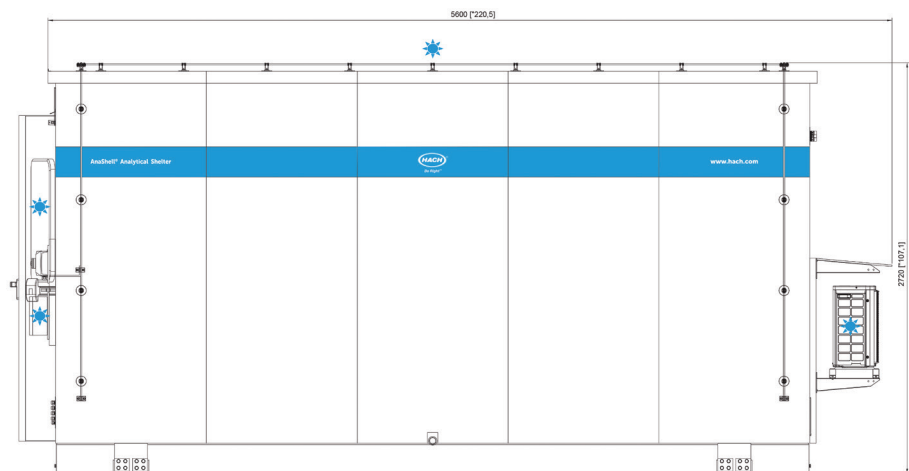 5600 [*220,5]
AnaShell® Analytical Shelter
HACH
Be Right™
www.hach.com
2720 [*107,1]